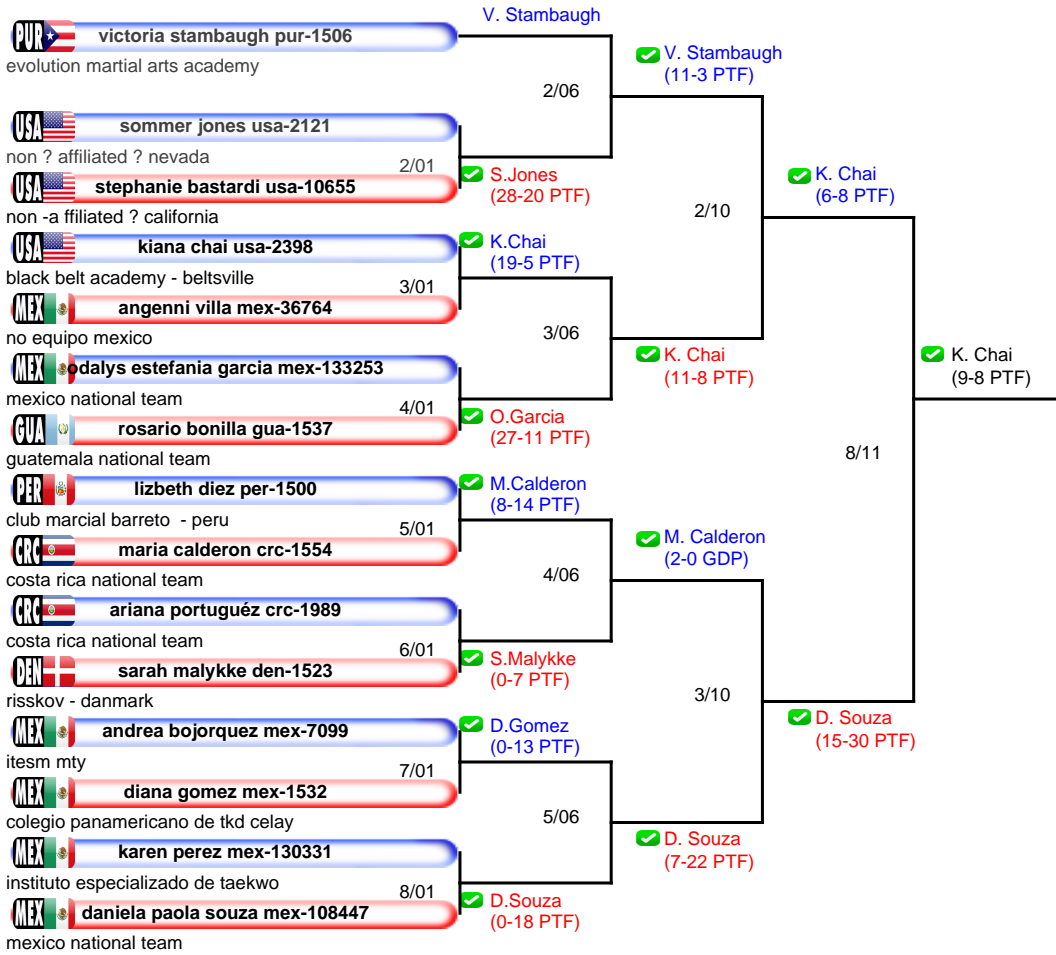 V. Stambaugh
PUR victoria stambaugh pur-1506
evolution martial arts academy
V. Stambaugh
(11-3 PTF)
2/06
USA sommer jones usa-2121
non ? affiliated ? nevada
2/01
S.Jones
(28-20 PTF)
USA stephanie bastardi usa-10655
non -a ffiliated ? california
K. Chai
(6-8 PTF)
2/10
USA kiana chai usa-2398
K.Chai
(19-5 PTF)
black belt academy - beltsville
3/01
MEX angenni villa mex-36764
no equipo mexico
3/06
K. Chai
(11-8 PTF)
K. Chai
(9-8 PTF)
MEX odalys estefania garcia mex-133253
mexico national team
4/01
O.Garcia
(27-11 PTF)
GUA rosario bonilla gua-1537
guatemala national team
8/11
PER lizbeth diez per-1500
M.Calderon
(8-14 PTF)
club marcial barreto - peru
5/01
CRC maria calderon crc-1554
costa rica national team
M. Calderon
(2-0 GDP)
4/06
CRC ariana portuguéz crc-1989
costa rica national team
6/01
S.Malykke
(0-7 PTF)
DEN sarah malykke den-1523
risskov - danmark
3/10
D. Souza
(15-30 PTF)
MEX andrea bojorquez mex-7099
D.Gomez
(0-13 PTF)
itesm mty
7/01
MEX diana gomez mex-1532
colegio panamericano de tkd celay
5/06
D. Souza
(7-22 PTF)
MEX karen perez mex-130331
instituto especializado de taekwo
8/01
D.Souza
(0-18 PTF)
MEX daniela paola souza mex-108447
mexico national team